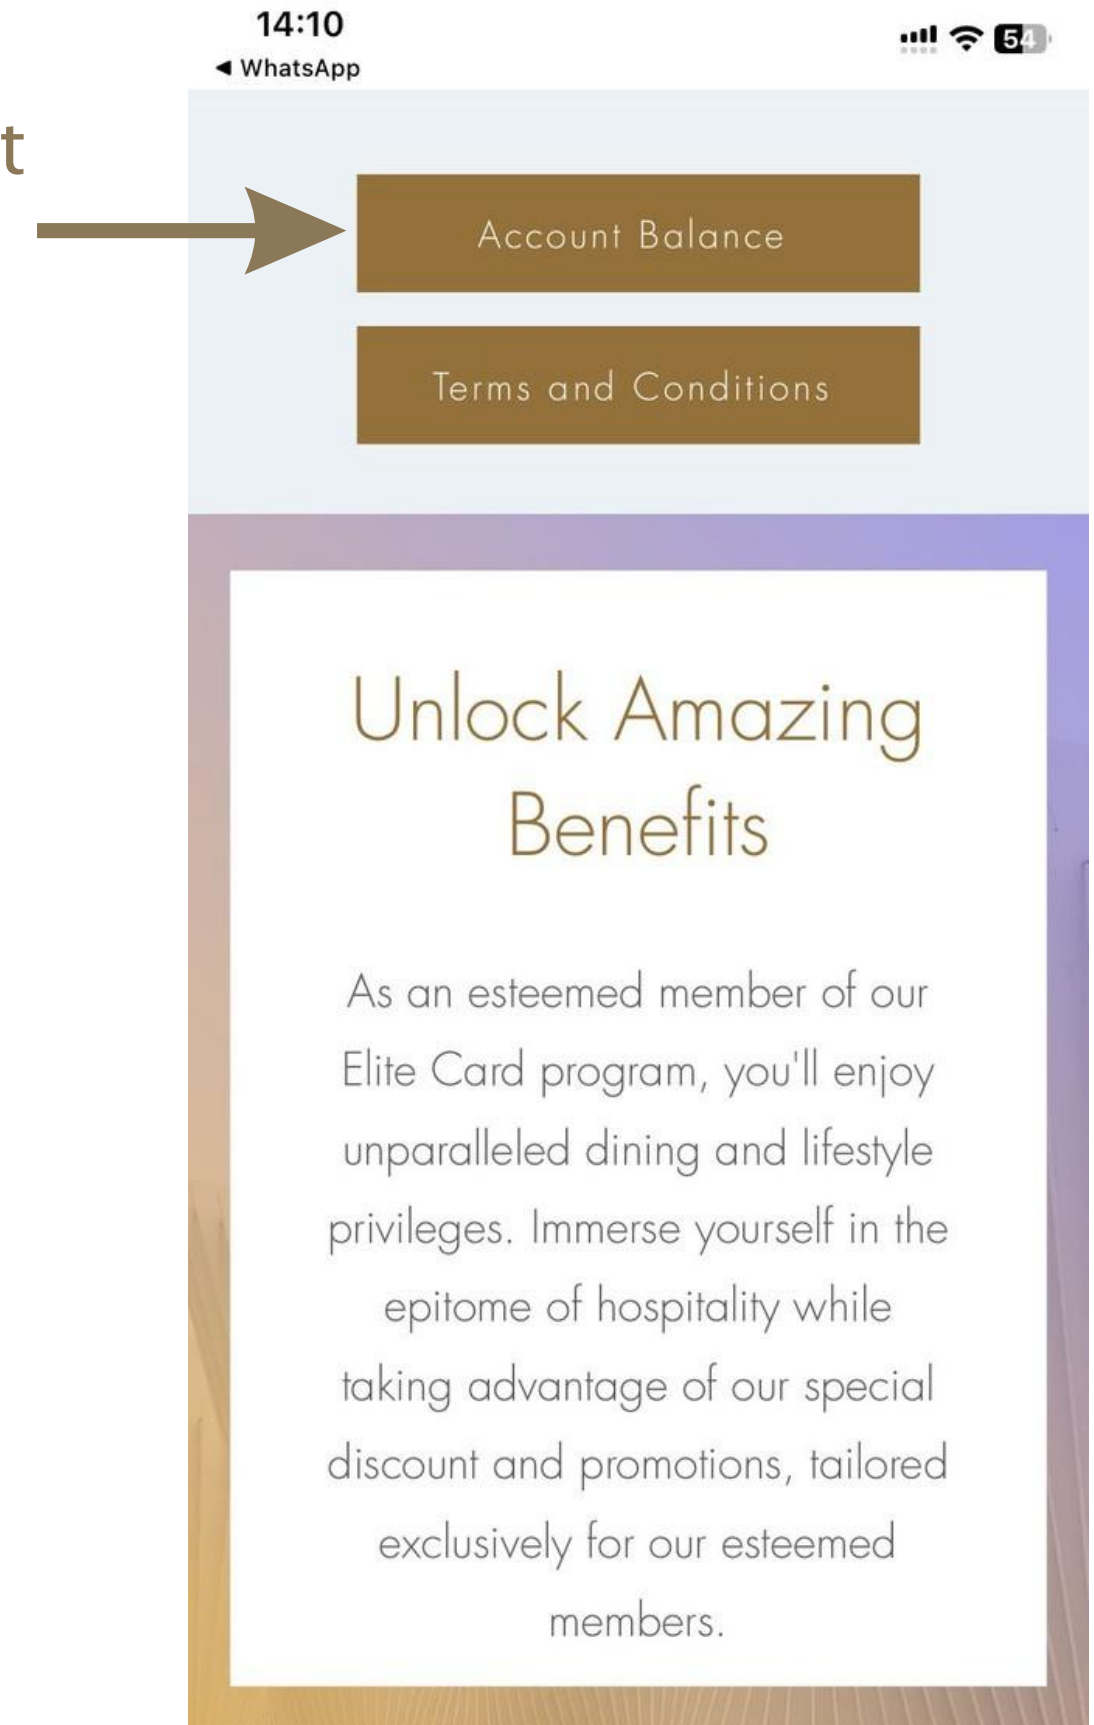 14:10
54
◀ WhatsApp
t
Account Balance
Terms and Conditions
Unlock Amazing
Benefits
As an esteemed member of our
Elite Card program, you'll enjoy
unparalleled dining and lifestyle
privileges. Immerse yourself in the
epitome of hospitality while
taking advantage of our special
discount and promotions, tailored
exclusively for our esteemed
members.